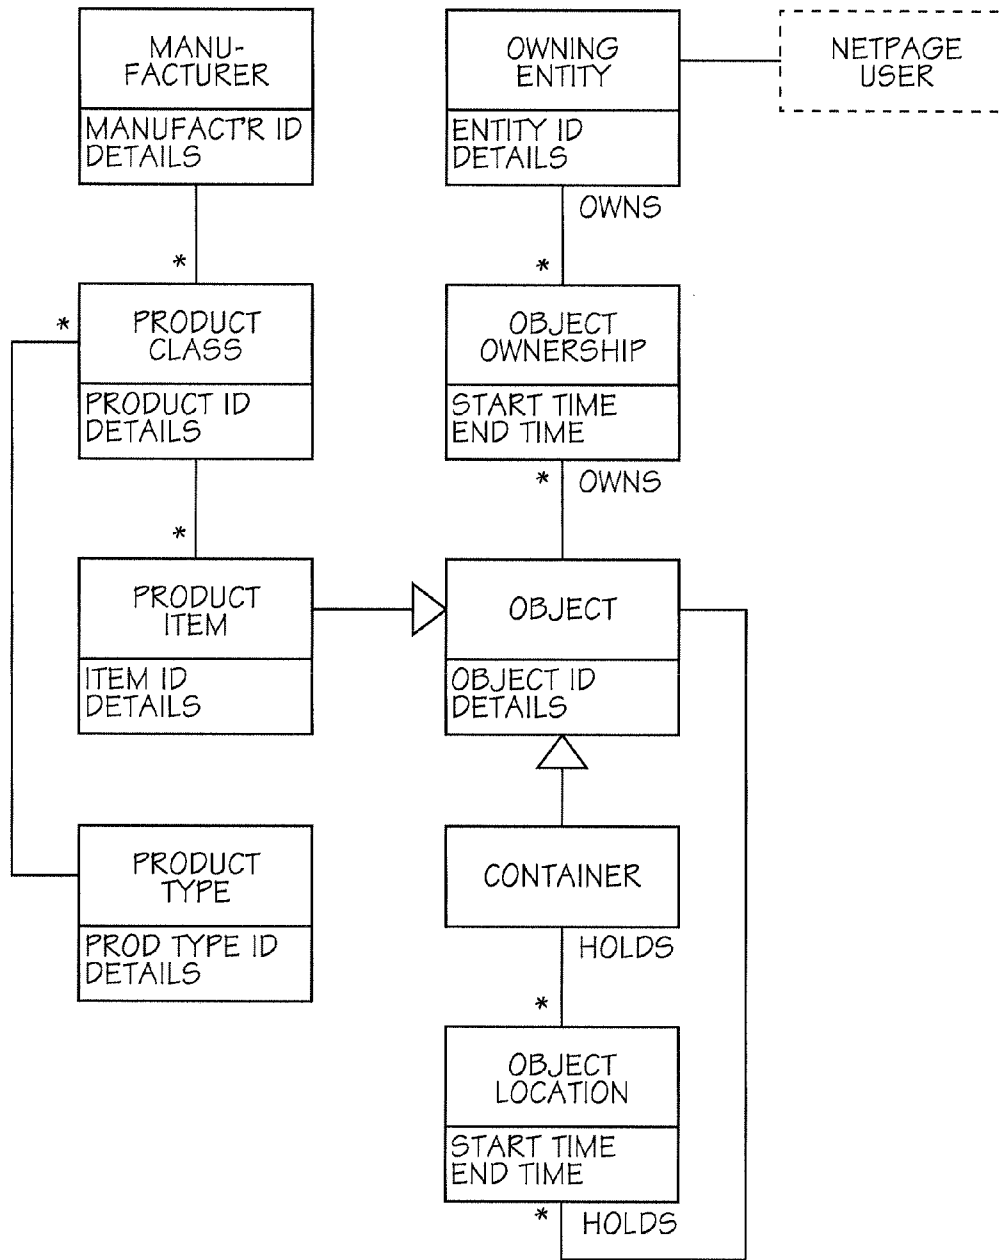 MANU-
FACTURER
MANUFACT'R ID
DETAILS
OWNING
ENTITY
ENTITY ID
DETAILS
NETPAGE
USER
OWNS
*
*
*
PRODUCT
CLASS
PRODUCT ID
DETAILS
OBJECT
OWNERSHIP
START TIME
END TIME
* OWNS
*
PRODUCT
ITEM
ITEM ID
DETAILS
OBJECT
OBJECT ID
DETAILS
PRODUCT
TYPE
PROD TYPE ID
DETAILS
CONTAINER
HOLDS
*
OBJECT
LOCATION
START TIME
END TIME
* HOLDS